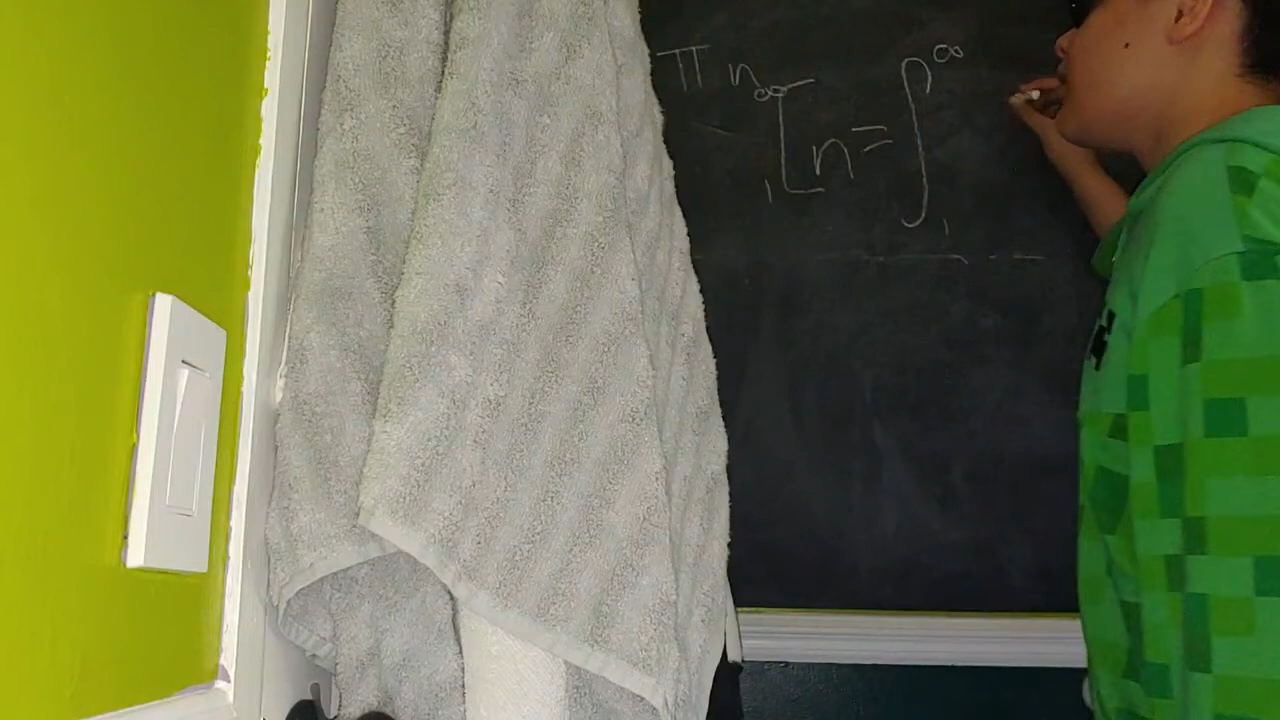 π n
∞ [ n = ∫ ∞
1 1